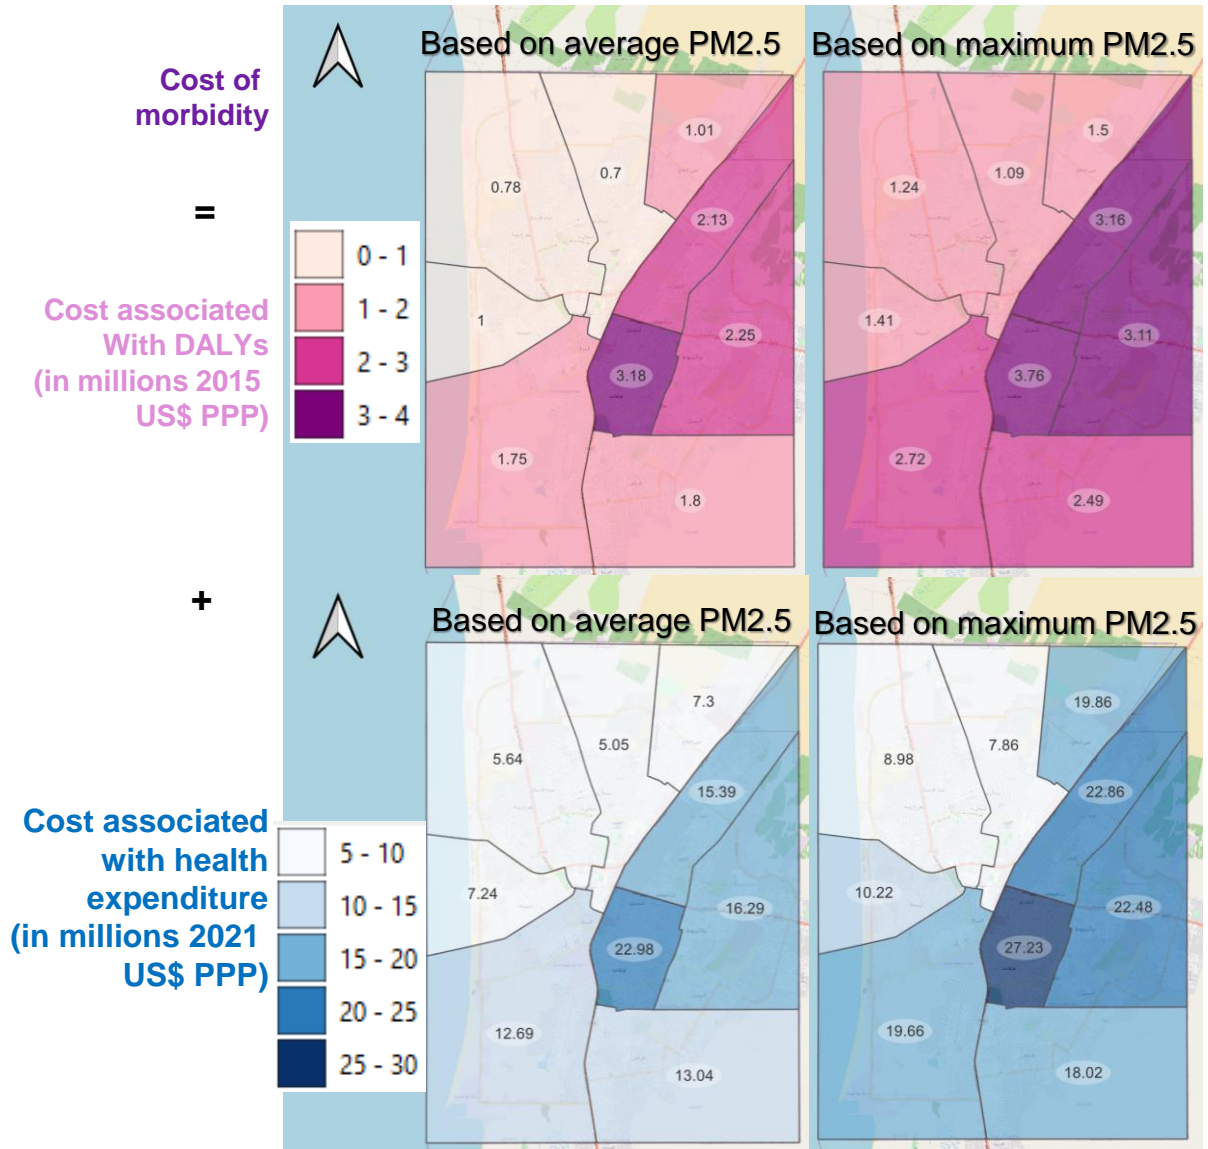 Based on average PM2.5
Based on maximum PM2.5
Cost of
morbidity
=
Cost associated
With DALYs
(in millions 2015
US$ PPP)
0 - 1
1 - 2
2 - 3
3 - 4
1.01
0.7
0.78
2.13
1
2.25
3.18
1.75
1.8
1.5
1.09
1.24
3.16
1.41
3.11
3.76
2.72
2.49
+
Based on average PM2.5
Based on maximum PM2.5
Cost associated
with health
expenditure
(in millions 2021
US$ PPP)
5 - 10
10 - 15
15 - 20
20 - 25
25 - 30
7.3
5.05
5.64
15.39
7.24
16.29
22.98
12.69
13.04
19.86
7.86
8.98
22.86
10.22
22.48
27.23
19.66
18.02